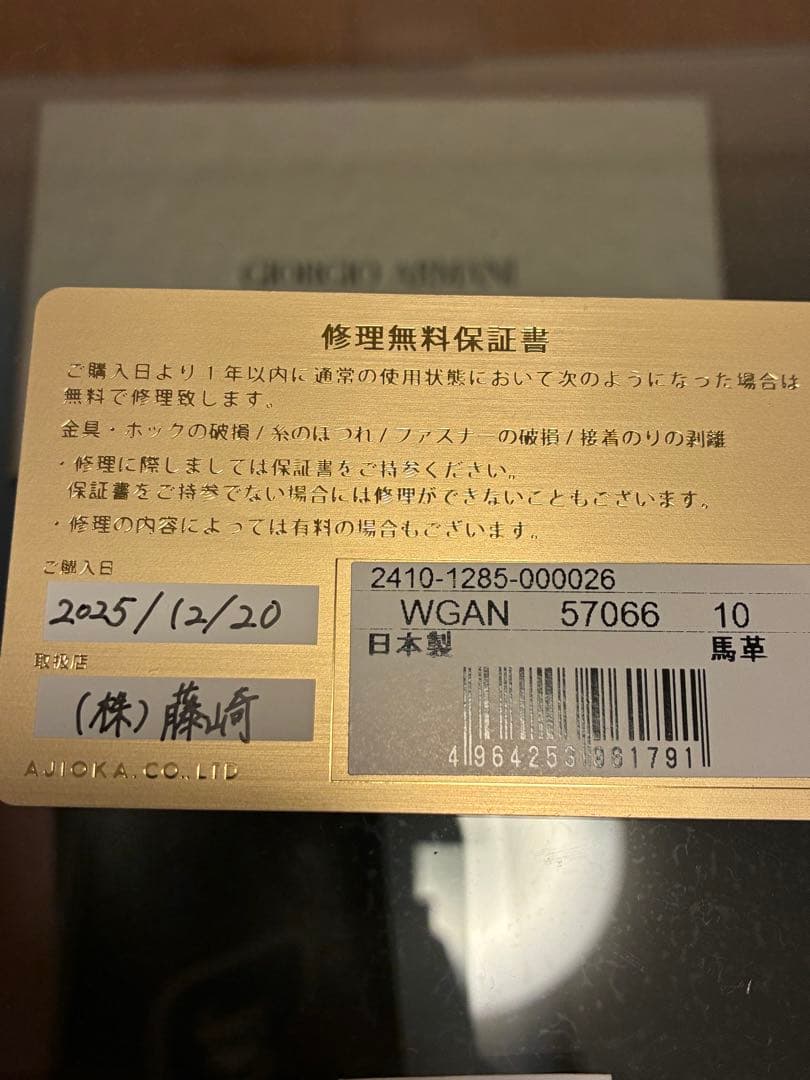 GIORGIO ARMANI
修理無料保証書
ご購入日より1年以内に通常の使用状態において次のようになった場合は
無料で修理致します。
金具・ホックの破損/糸のほつれ/ファスナーの破損/接着のりの剥離
・修理に際しましては保証書をご持参ください。
保証書をご持参でない場合には修理ができないこともございます。
・修理の内容によっては有料の場合もございます。
ご購入日
2025/12/20
取扱店
(株)藤崎
AJIOKA.CO.,LTD
2410-1285-000026
WGAN 57066 10
日本製 馬革